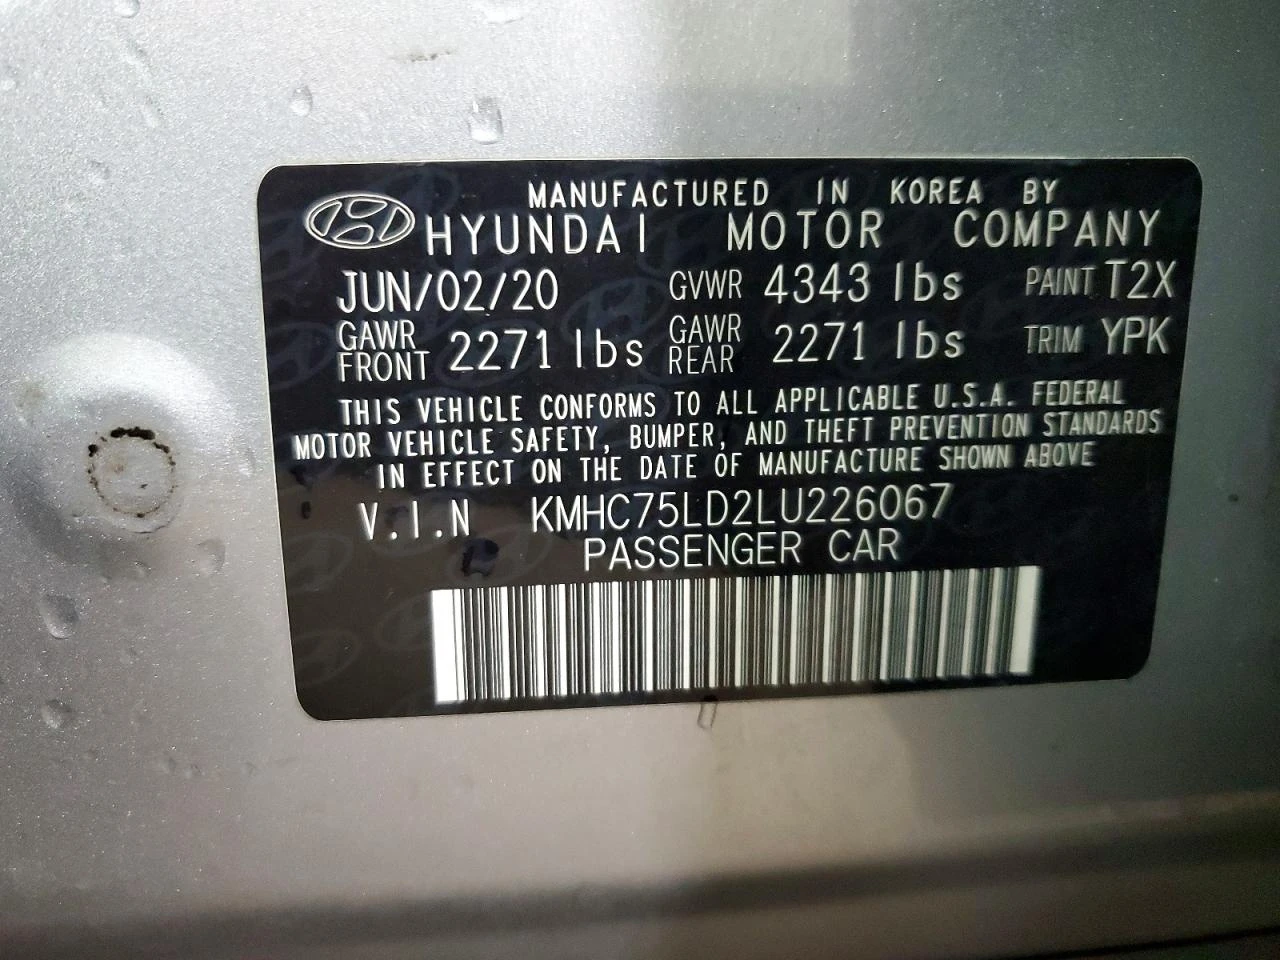 MANUFACTURED IN KOREA BY
HYUNDAI MOTOR COMPANY
JUN/02/20 GVWR 4343 lbs PAINT T2X
GAWR FRONT 2271 lbs GAWR REAR 2271 lbs TRIM YPK
THIS VEHICLE CONFORMS TO ALL APPLICABLE U.S.A. FEDERAL
MOTOR VEHICLE SAFETY, BUMPER, AND THEFT PREVENTION STANDARDS
IN EFFECT ON THE DATE OF MANUFACTURE SHOWN ABOVE
V.I.N KMHC75LD2LU226067
PASSENGER CAR